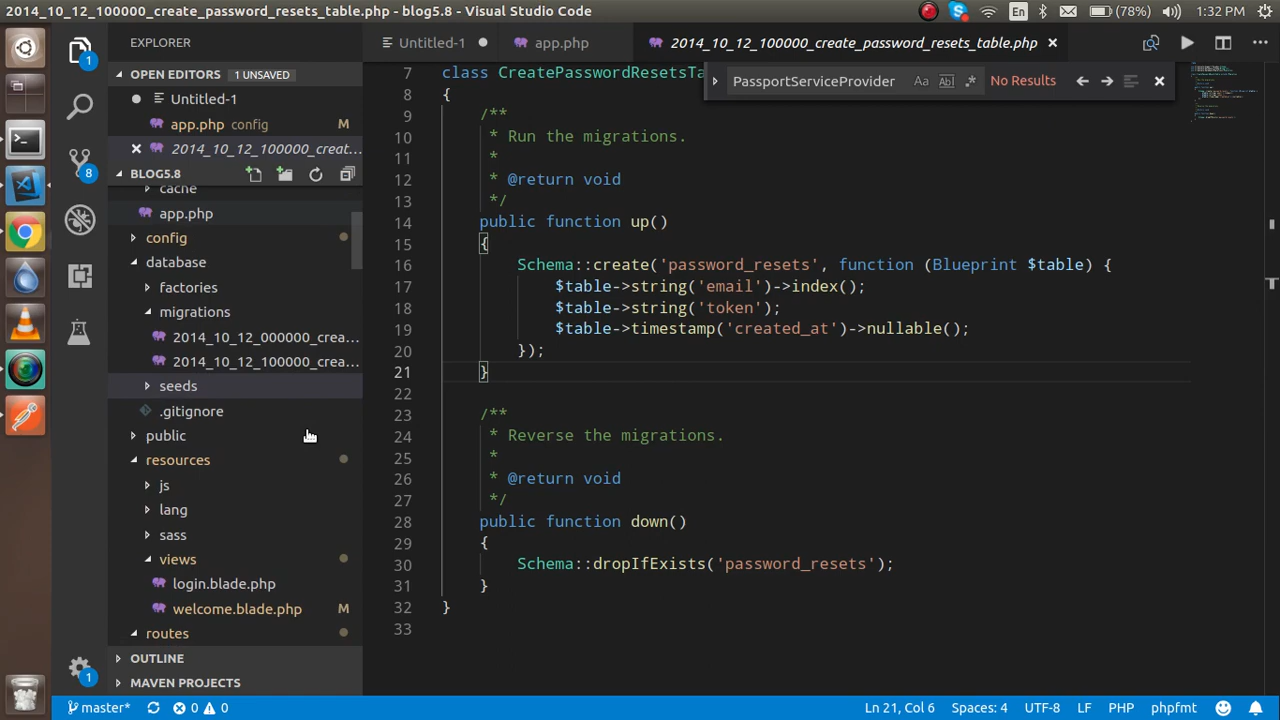 2014_10_12_100000_create_password_resets_table.php - blog5.8 - Visual Studio Code
En
(78%)
1:32 PM
EXPLORER
Untitled-1
app.php
2014_10_12_100000_create_password_resets_table.php
OPEN EDITORS 1 UNSAVED
Untitled-1
app.php config M
2014_10_12_100000_creat...
BLOG5.8
cache
app.php
config
database
factories
migrations
2014_10_12_000000_crea...
2014_10_12_100000_crea...
seeds
.gitignore
public
resources
js
lang
sass
views
login.blade.php
welcome.blade.php M
routes
OUTLINE
MAVEN PROJECTS
1
8
1
PassportServiceProvider
Aa
Abl
.*
No Results
7 class CreatePasswordResetsTa
8 {
9 /**
10 * Run the migrations.
11 *
12 * @return void
13 */
14 public function up()
15 {
16 Schema::create('password_resets', function (Blueprint $table) {
17 $table->string('email')->index();
18 $table->string('token');
19 $table->timestamp('created_at')->nullable();
20 });
21 }
22
23 /**
24 * Reverse the migrations.
25 *
26 * @return void
27 */
28 public function down()
29 {
30 Schema::dropIfExists('password_resets');
31 }
32 }
33
master*
0
0
Ln 21, Col 6
Spaces: 4
UTF-8
LF
PHP
phpfmt